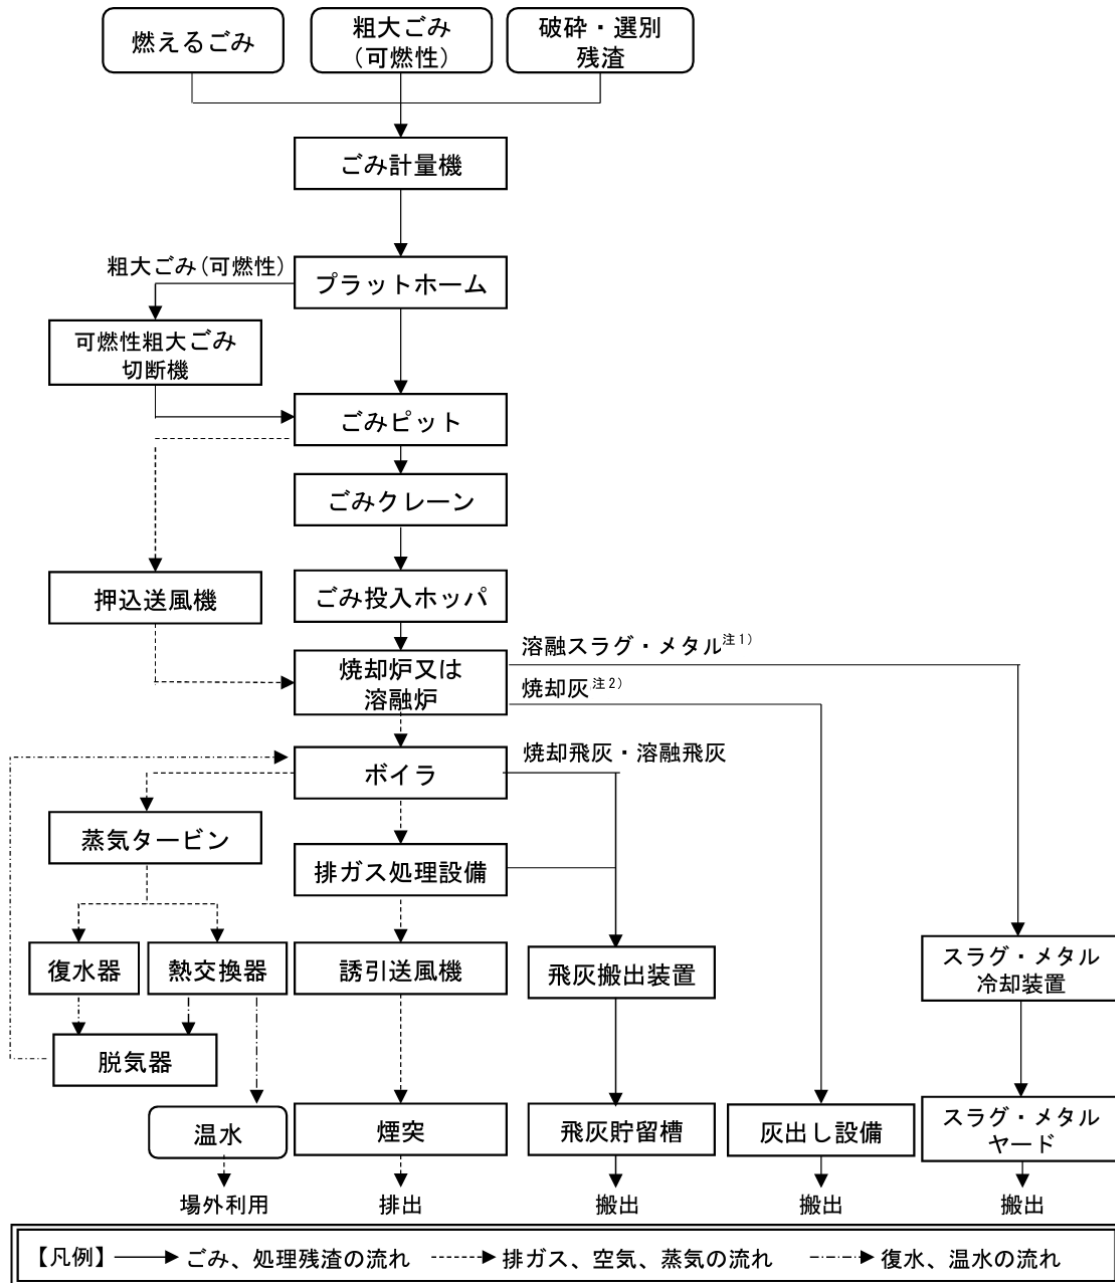 燃えるごみ
粗大ごみ
(可燃性)
破砕・選別
残渣
ごみ計量機
粗大ごみ(可燃性)
プラットホーム
可燃性粗大ごみ
切断機
ごみピット
ごみクレーン
押込送風機
ごみ投入ホッパ
溶融スラグ・メタル注1)
焼却炉又は
溶融炉
焼却灰注2)
ボイラ
焼却飛灰・溶融飛灰
蒸気タービン
排ガス処理設備
復水器
熱交換器
誘引送風機
飛灰搬出装置
スラグ・メタル
冷却装置
脱気器
温水
煙突
飛灰貯留槽
灰出し設備
スラグ・メタル
ヤード
場外利用
排出
搬出
搬出
搬出
【凡例】 ごみ、処理残渣の流れ 排ガス、空気、蒸気の流れ 復水、温水の流れ